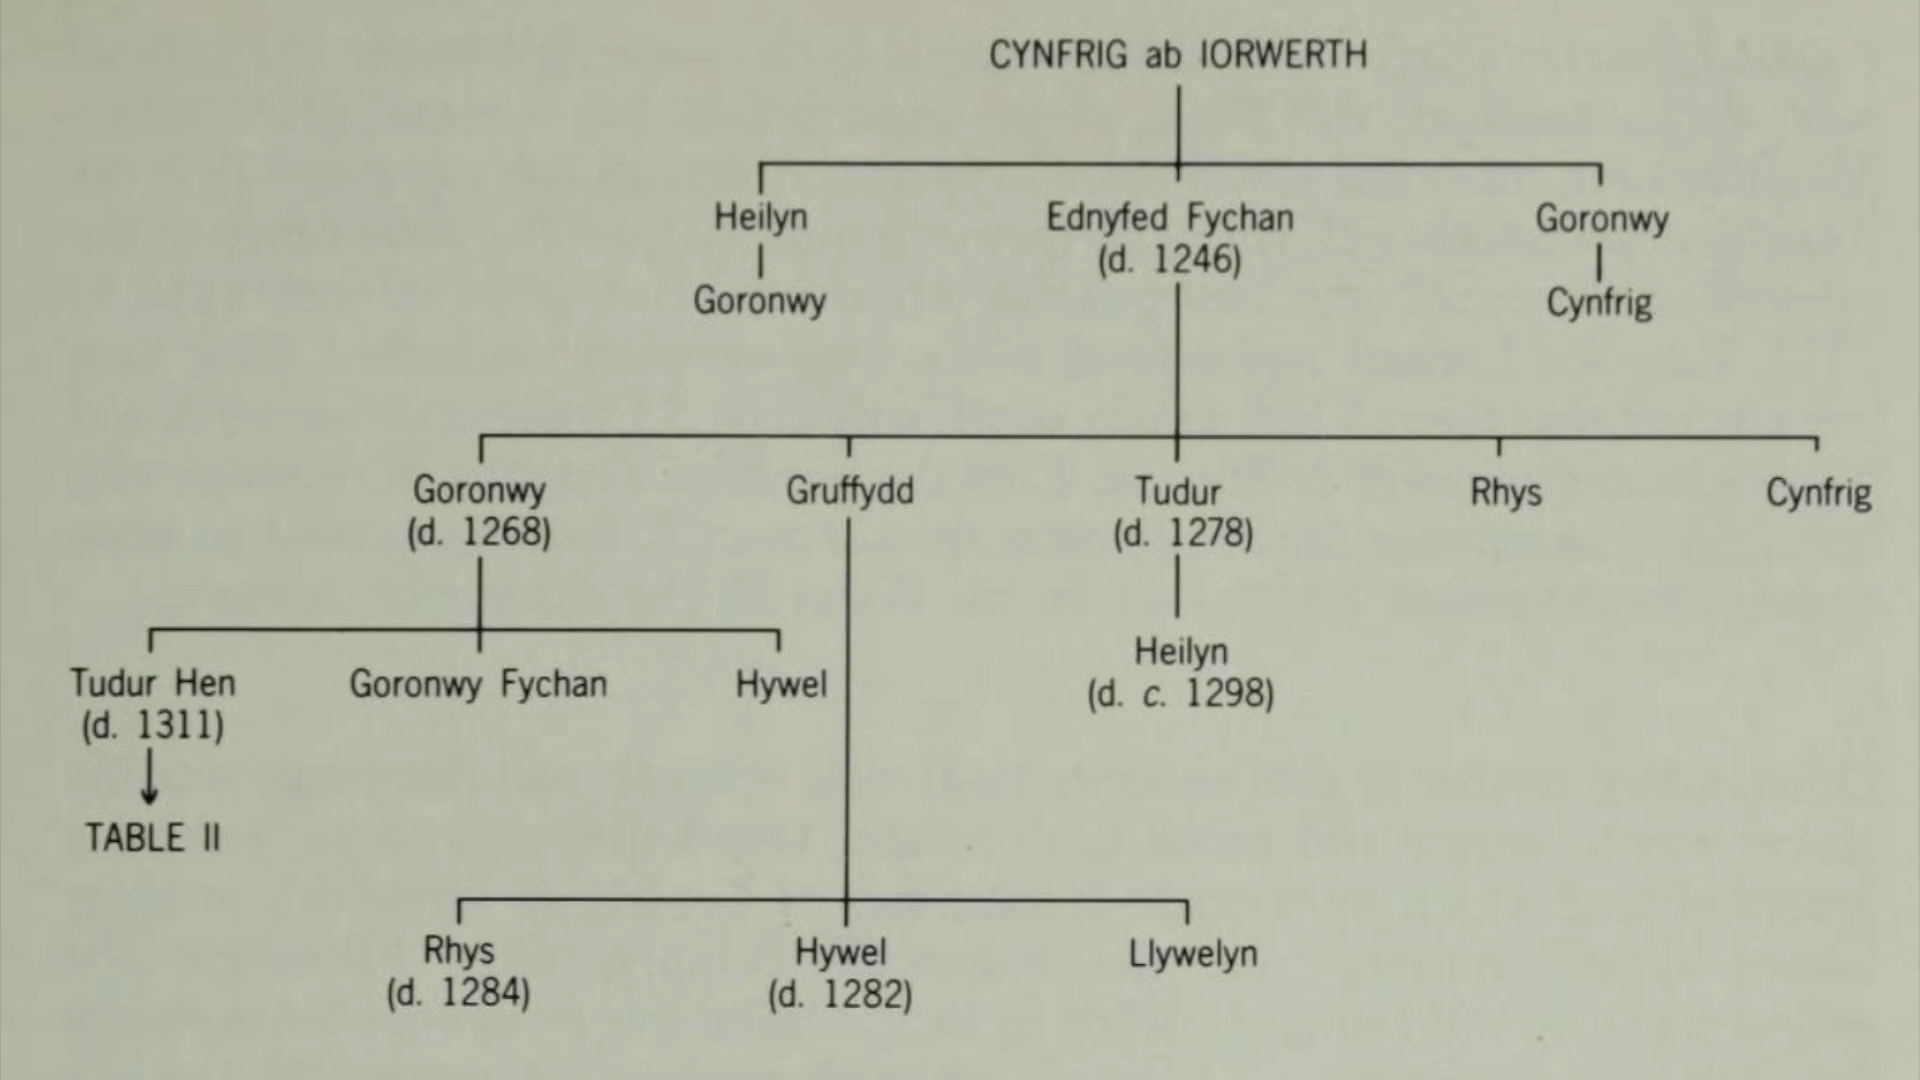 CYNFRIG ab IORWERTH
Heilyn
Ednyfed Fychan
(d. 1246)
Goronwy
Goronwy
Cynfrig
Goronwy
(d. 1268)
Gruffydd
Tudur
(d. 1278)
Rhys
Cynfrig
Tudur Hen
(d. 1311)
Goronwy Fychan
Hywel
Heilyn
(d. c. 1298)
TABLE II
Rhys
(d. 1284)
Hywel
(d. 1282)
Llywelyn